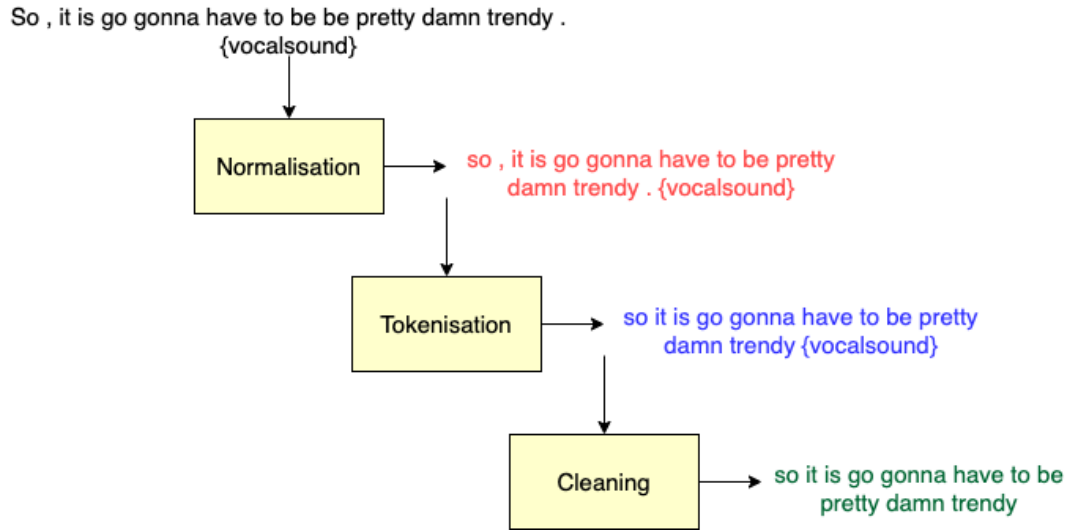 So , it is go gonna have to be be pretty damn trendy .
{vocalsound}
Normalisation
so , it is go gonna have to be pretty
damn trendy . {vocalsound}
Tokenisation
so it is go gonna have to be pretty
damn trendy {vocalsound}
Cleaning
so it is go gonna have to be
pretty damn trendy